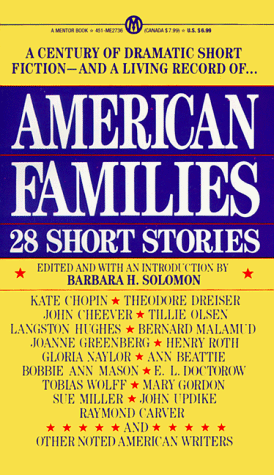 A MENTOR BOOK ★ 451-ME2738 (CANADA $7.99) ★ U.S. $6.99
A CENTURY OF DRAMATIC SHORT
FICTION—AND A LIVING RECORD OF...
AMERICAN
FAMILIES
28 SHORT STORIES
EDITED AND WITH AN INTRODUCTION BY
BARBARA H. SOLOMON
KATE CHOPIN ★ THEODORE DREISER
JOHN CHEEVER ★ TILLIE OLSEN
LANGSTON HUGHES ★ BERNARD MALAMUD
JOANNE GREENBERG ★ HENRY ROTH
GLORIA NAYLOR ★ ANN BEATTIE
BOBBIE ANN MASON ★ E. L. DOCTOROW
TOBIAS WOLFF ★ MARY GORDON
SUE MILLER ★ JOHN UPDIKE
RAYMOND CARVER
★ ★ ★ ★ ★ AND ★ ★ ★ ★ ★
OTHER NOTED AMERICAN WRITERS